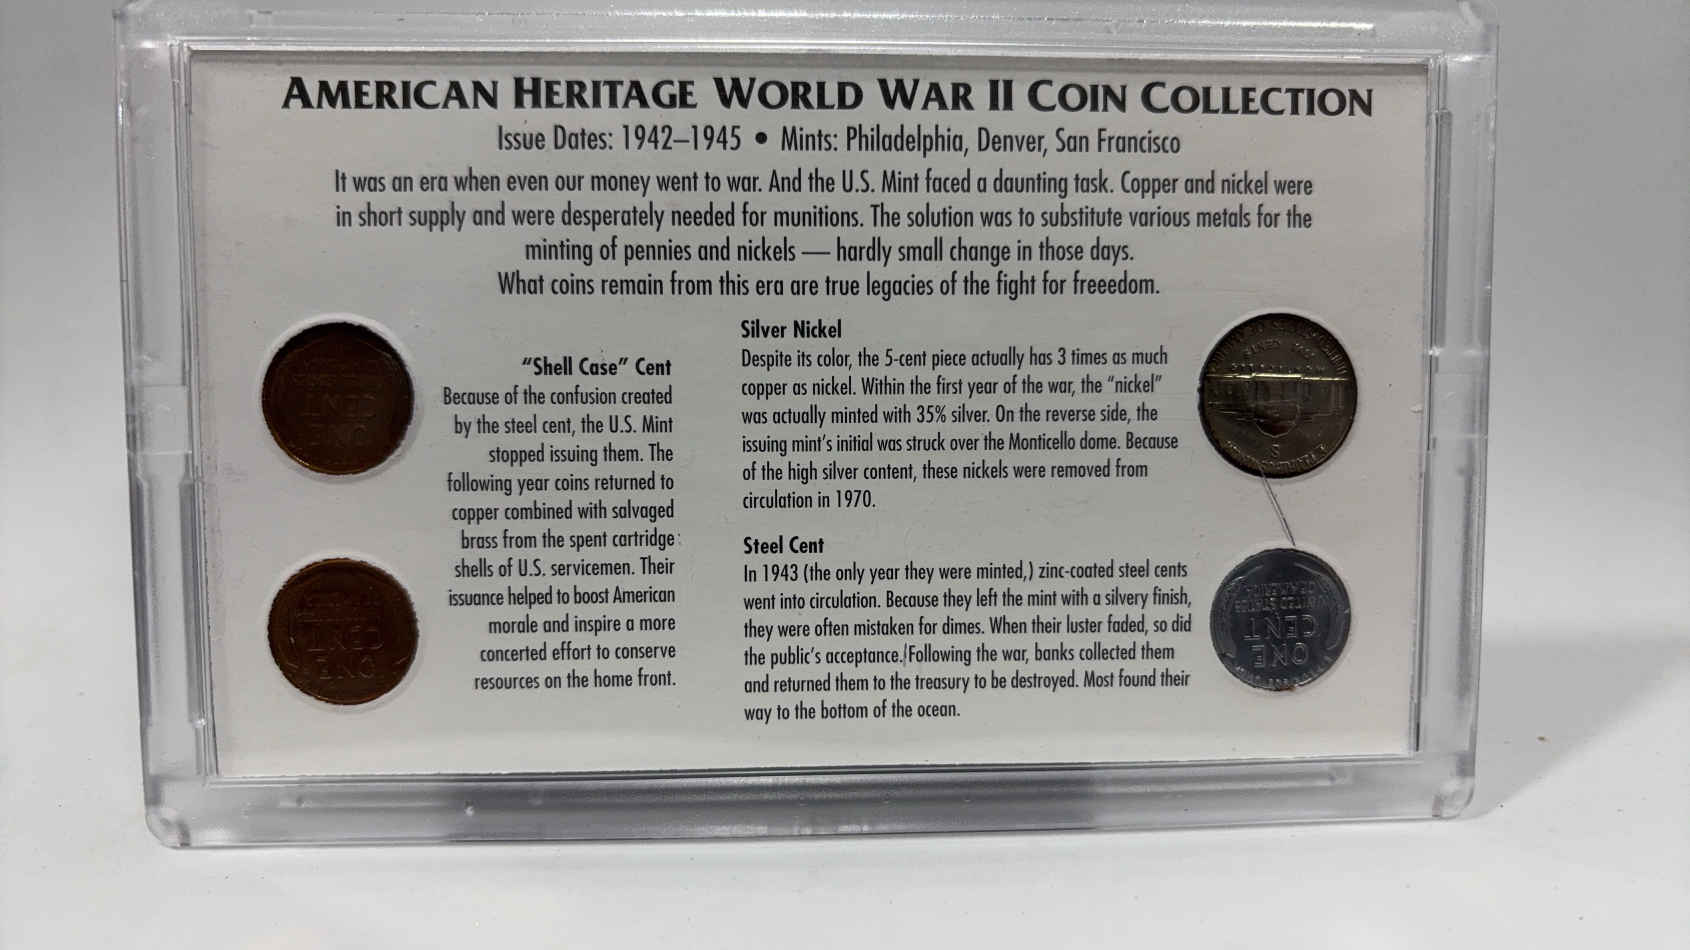 AMERICAN HERITAGE WORLD WAR II COIN COLLECTION
Issue Dates: 1942–1945 • Mints: Philadelphia, Denver, San Francisco
It was an era when even our money went to war. And the U.S. Mint faced a daunting task. Copper and nickel were
in short supply and were desperately needed for munitions. The solution was to substitute various metals for the
minting of pennies and nickels — hardly small change in those days.
What coins remain from this era are true legacies of the fight for freeedom.
“Shell Case” Cent
Because of the confusion created
by the steel cent, the U.S. Mint
stopped issuing them. The
following year coins returned to
copper combined with salvaged
brass from the spent cartridge
shells of U.S. servicemen. Their
issuance helped to boost American
morale and inspire a more
concerted effort to conserve
resources on the home front.
Silver Nickel
Despite its color, the 5-cent piece actually has 3 times as much
copper as nickel. Within the first year of the war, the “nickel”
was actually minted with 35% silver. On the reverse side, the
issuing mint’s initial was struck over the Monticello dome. Because
of the high silver content, these nickels were removed from
circulation in 1970.
Steel Cent
In 1943 (the only year they were minted,) zinc-coated steel cents
went into circulation. Because they left the mint with a silvery finish,
they were often mistaken for dimes. When their luster faded, so did
the public’s acceptance. Following the war, banks collected them
and returned them to the treasury to be destroyed. Most found their
way to the bottom of the ocean.
ONE
CENT
ONE
CENT
S
ONE
CENT
UNITED STATES
OF AMERICA